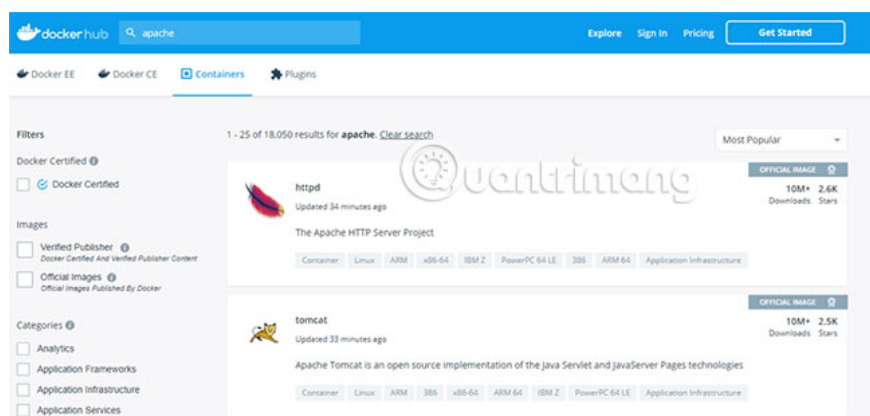 dockerhub apache Explore Sign In Pricing Get Started
Docker EE Docker CE Containers Plugins
Filters
1 - 25 of 18,050 results for apache. Clear search
Most Popular
Docker Certified
Docker Certified
Images
Verified Publisher
Docker Certified And Verified Publisher Content
Official Images
Official Images Published By Docker
Categories
Analytics
Application Frameworks
Application Infrastructure
Application Services
Quantrimang
OFFICIAL IMAGE
httpd
10M+ 2.6K
Downloads Stars
Updated 34 minutes ago
The Apache HTTP Server Project
Container Linux ARM x86-64 IBM Z PowerPC 64 LE 386 ARM 64 Application Infrastructure
OFFICIAL IMAGE
tomcat
10M+ 2.5K
Downloads Stars
Updated 33 minutes ago
Apache Tomcat is an open source implementation of the Java Servlet and JavaServer Pages technologies
Container Linux ARM 386 x86-64 ARM 64 IBM Z PowerPC 64 LE Application Infrastructure